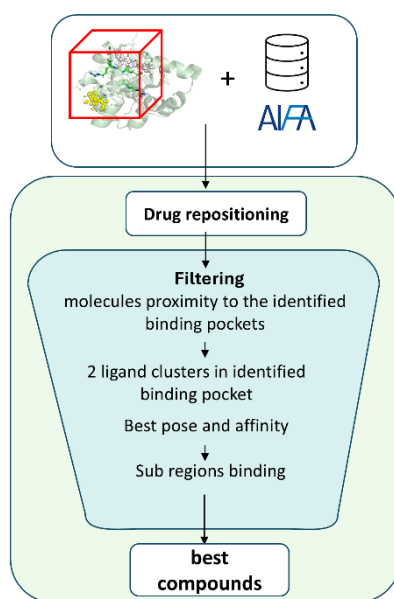 +
AIFA
Drug repositioning
Filtering
molecules proximity to the identified
binding pockets
2 ligand clusters in identified
binding pocket
Best pose and affinity
Sub regions binding
best
compounds